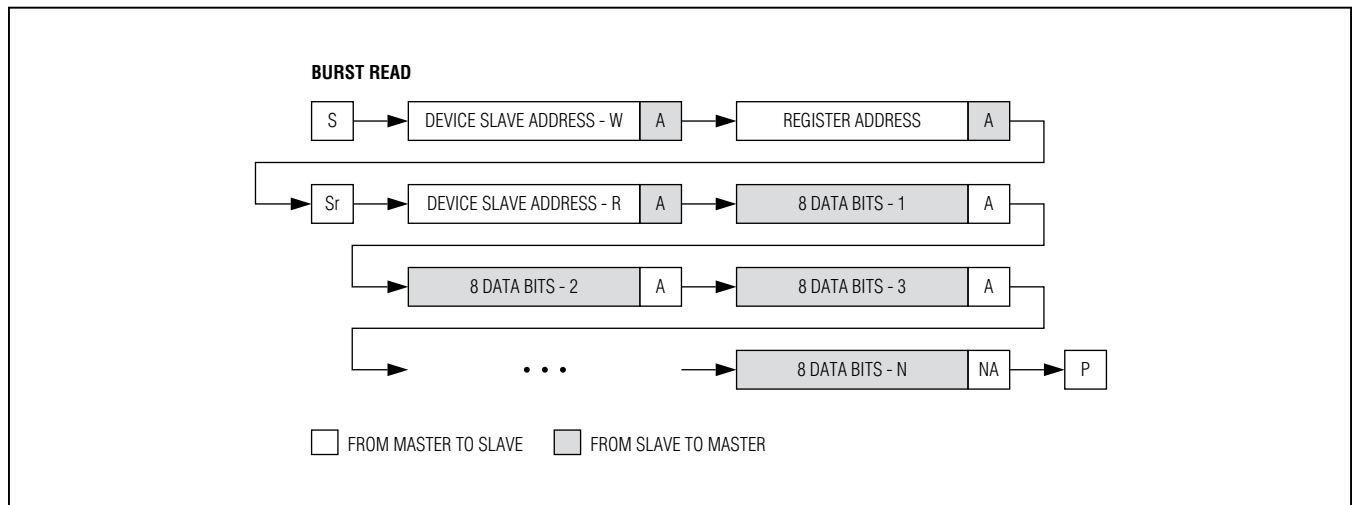 BURST READ
S DEVICE SLAVE ADDRESS - W A REGISTER ADDRESS A
Sr DEVICE SLAVE ADDRESS - R A 8 DATA BITS - 1 A
8 DATA BITS - 2 A 8 DATA BITS - 3 A
• • • 8 DATA BITS - N NA P
FROM MASTER TO SLAVE FROM SLAVE TO MASTER